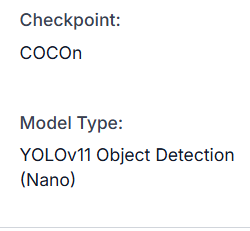 Checkpoint:
COCOn
Model Type:
YOLOv11 Object Detection
(Nano)